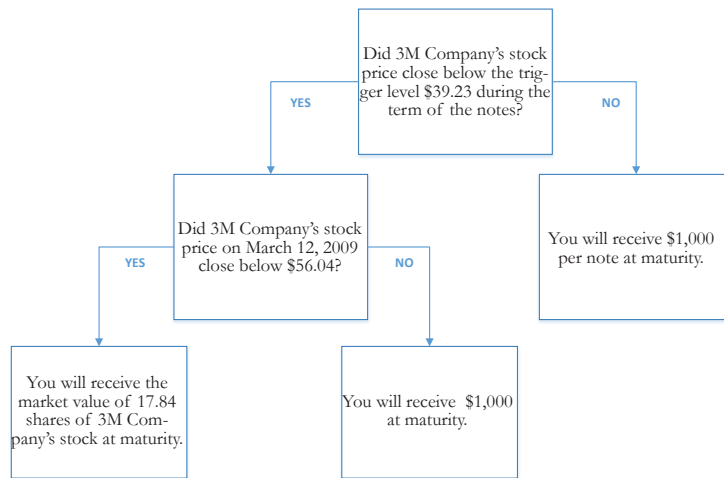 Did 3M Company's stock
price close below the trig-
ger level $39.23 during the
term of the notes?
YES
NO
Did 3M Company's stock
price on March 12, 2009
close below $56.04?
You will receive $1,000
per note at maturity.
YES
NO
You will receive the
market value of 17.84
shares of 3M Com-
pany's stock at maturity.
You will receive $1,000
at maturity.